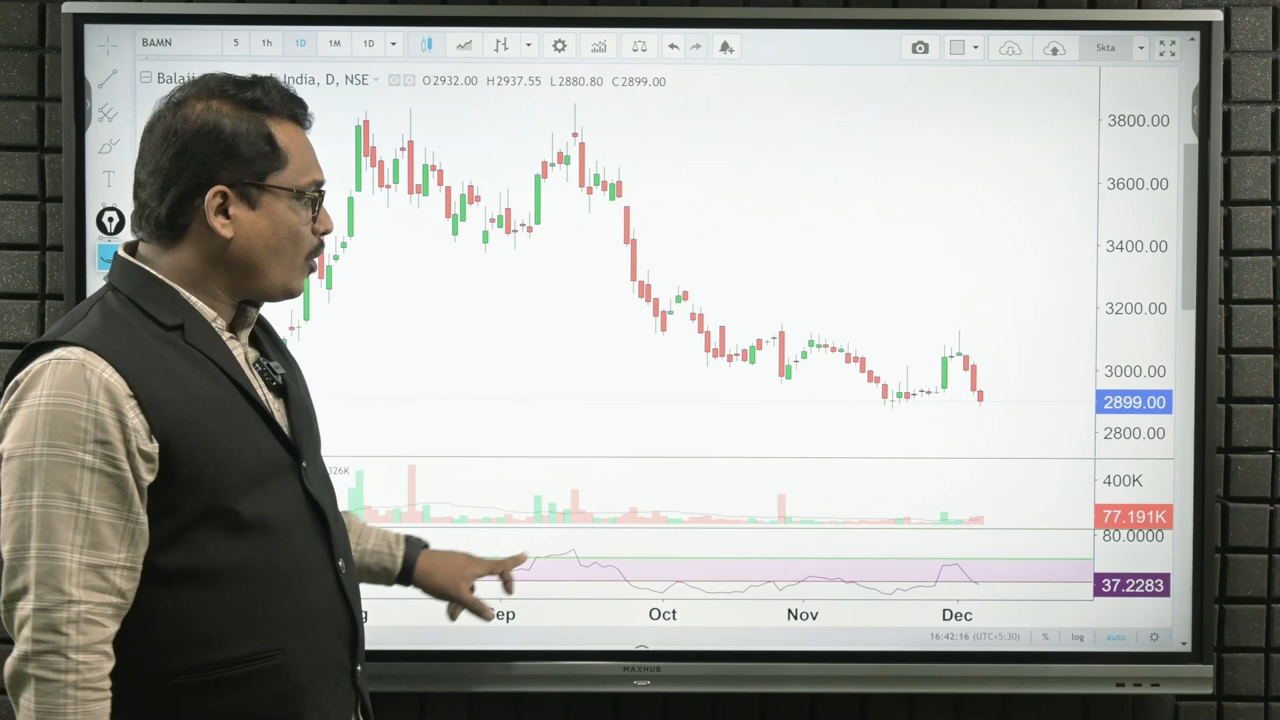 BAMN 5 1h 1D 1M 1D Skta
Balaji India, D, NSE O2932.00 H2937.55 L2880.80 C2899.00
3800.00
3600.00
3400.00
3200.00
3000.00
2899.00
2800.00
326K
400K
77.191K
80.0000
37.2283
Oct Nov Dec
16:42:16 (UTC+5:30) % log auto
MAXHUB